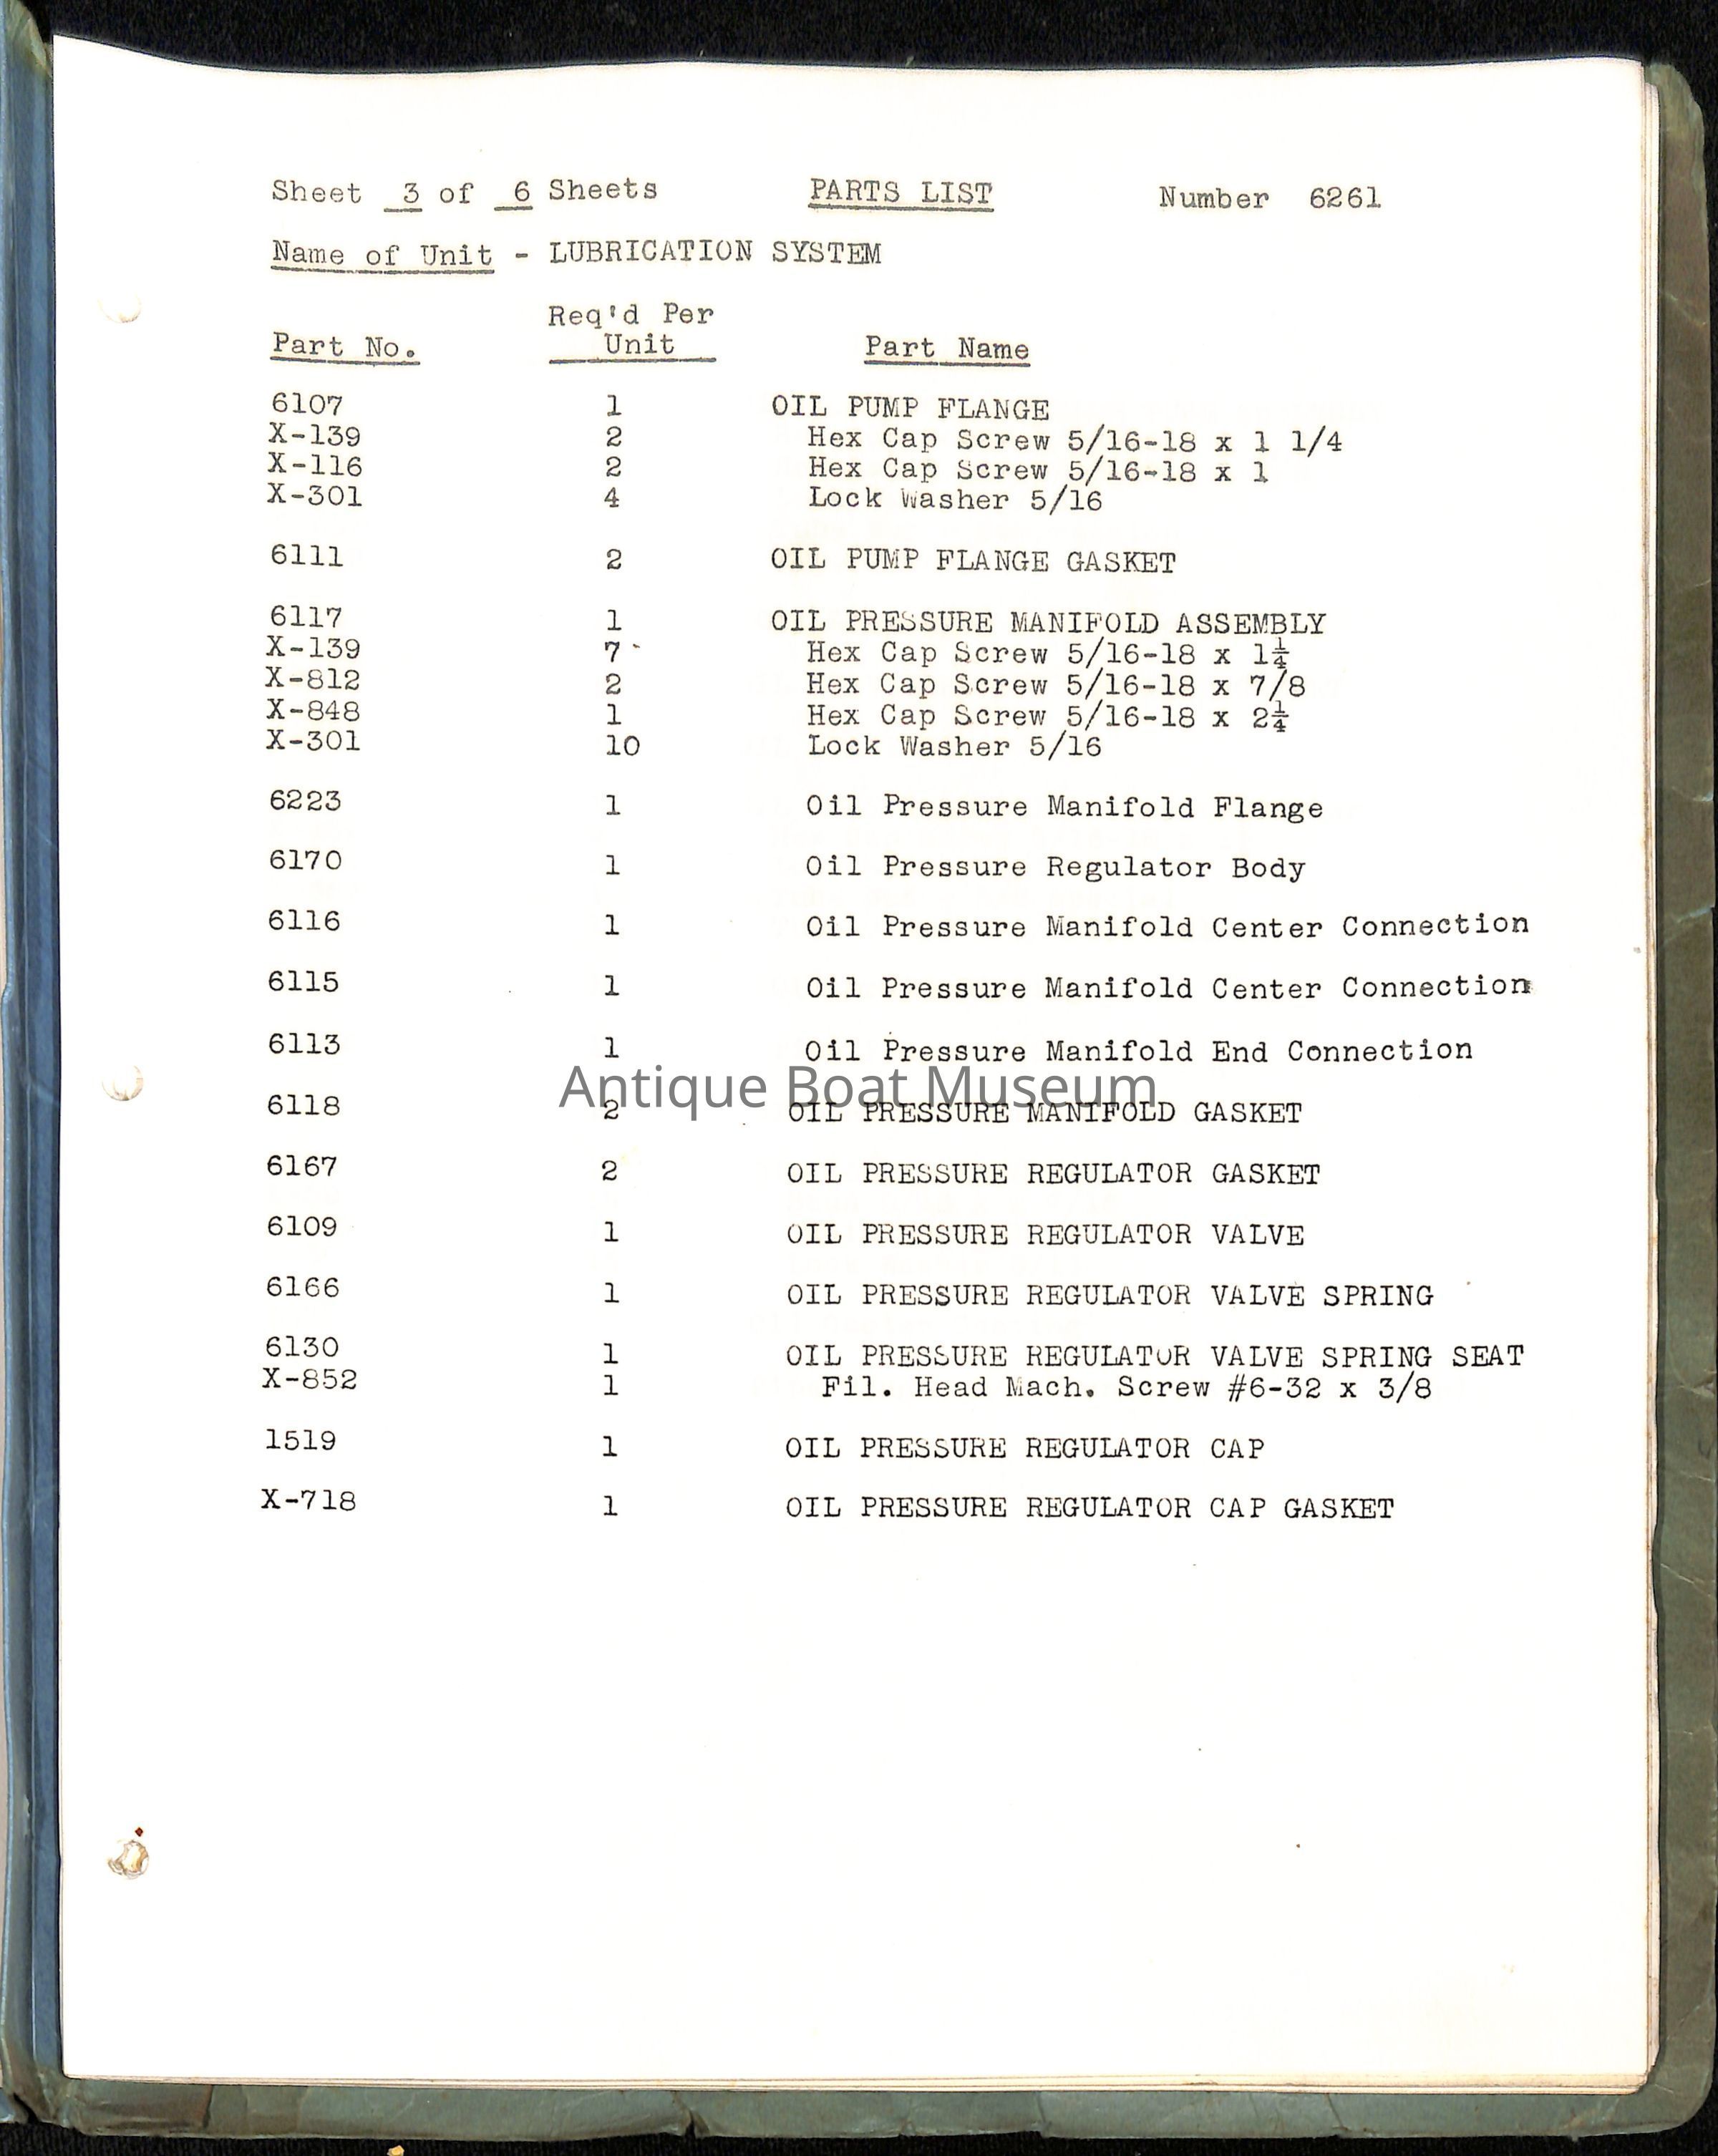 Sheet 3 of 6 Sheets PARTS LIST Number 6261
Name of Unit - LUBRICATION SYSTEM
Req'd Per
Part No. Unit Part Name
6107 1 OIL PUMP FLANGE
X-139 2 Hex Cap Screw 5/16-18 x 1 1/4
X-116 2 Hex Cap Screw 5/16-18 x 1
X-301 4 Lock Washer 5/16
6111 2 OIL PUMP FLANGE GASKET
6117 1 OIL PRESSURE MANIFOLD ASSEMBLY
X-139 7 Hex Cap Screw 5/16-18 x 1¼
X-812 2 Hex Cap Screw 5/16-18 x 7/8
X-848 1 Hex Cap Screw 5/16-18 x 2¼
X-301 10 Lock Washer 5/16
6223 1 Oil Pressure Manifold Flange
6170 1 Oil Pressure Regulator Body
6116 1 Oil Pressure Manifold Center Connection
6115 1 Oil Pressure Manifold Center Connection
6113 1 Oil Pressure Manifold End Connection
Antique Boat Museum
6118 2 OIL PRESSURE MANIFOLD GASKET
6167 2 OIL PRESSURE REGULATOR GASKET
6109 1 OIL PRESSURE REGULATOR VALVE
6166 1 OIL PRESSURE REGULATOR VALVE SPRING
6130 1 OIL PRESSURE REGULATOR VALVE SPRING SEAT
X-852 1 Fil. Head Mach. Screw #6-32 x 3/8
1519 1 OIL PRESSURE REGULATOR CAP
X-718 1 OIL PRESSURE REGULATOR CAP GASKET